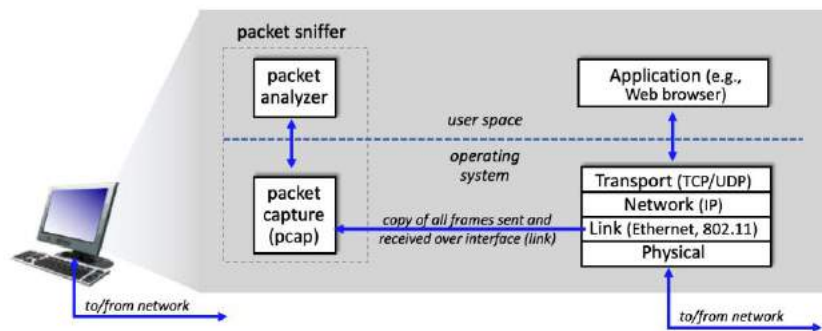 packet sniffer
packet
analyzer
Application (e.g.,
Web browser)
user space
operating
system
packet
capture
(pcap)
copy of all frames sent and
received over interface (link)
Transport (TCP/UDP)
Network (IP)
Link (Ethernet, 802.11)
Physical
to/from network
to/from network